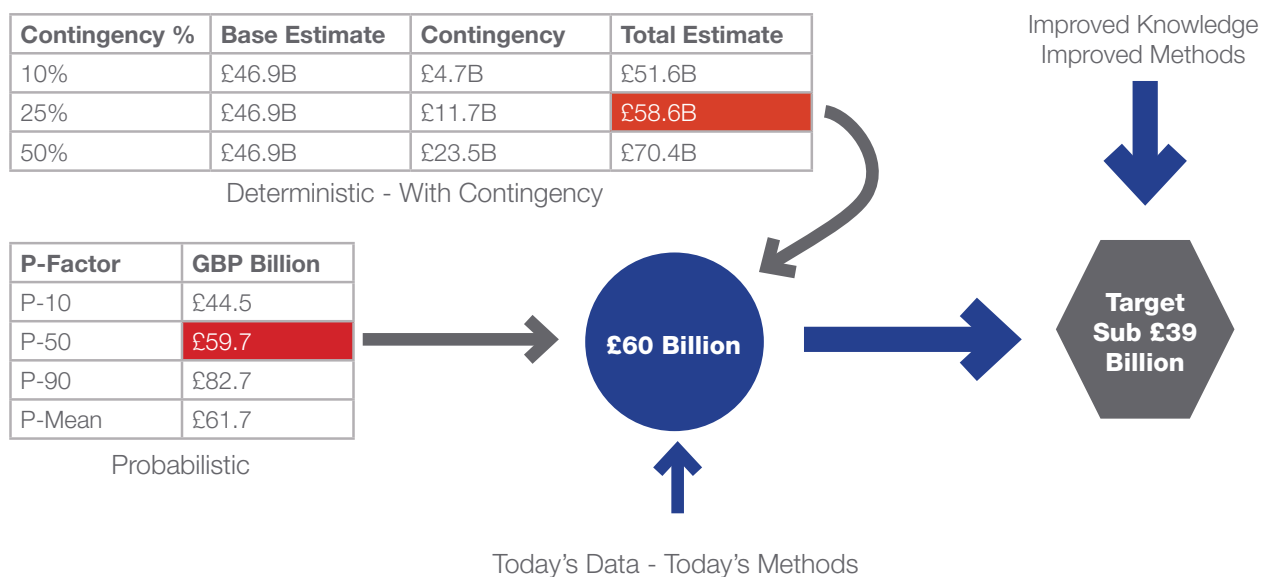 Contingency % Base Estimate Contingency Total Estimate
10% £46.9B £4.7B £51.6B
25% £46.9B £11.7B £58.6B
50% £46.9B £23.5B £70.4B
Deterministic - With Contingency
P-Factor GBP Billion
P-10 £44.5
P-50 £59.7
P-90 £82.7
P-Mean £61.7
Probabilistic
£60 Billion
Today’s Data - Today’s Methods
Improved Knowledge
Improved Methods
Target
Sub £39
Billion